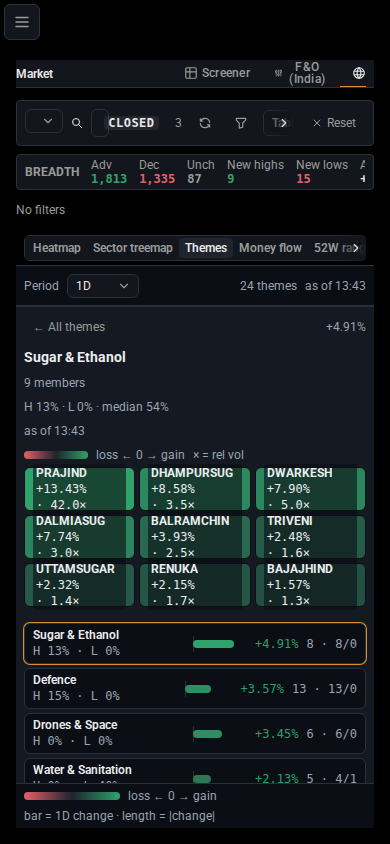 Market
Screener
F&O
(India)
CLOSED
3
Reset
BREADTH
Adv Dec Unch New highs New lows
1,813 1,335 87 9 15
No filters
Heatmap Sector treemap Themes Money flow 52W
Period 1D 24 themes as of 13:43
← All themes +4.91%
Sugar & Ethanol
9 members
H 13% · L 0% · median 54%
as of 13:43
loss ← 0 → gain × = rel vol
PRAJIND DHAMPURSUG DWARKESH
+13.43% +8.58% +7.90%
· 42.0× · 3.5× · 5.0×
DALMIASUG BALRAMCHIN TRIVENI
+7.74% +3.93% +2.48%
· 3.0× · 2.5× · 1.6×
UTTAMSUGAR RENUKA BAJAJHIND
+2.32% +2.15% +1.57%
· 1.4× · 1.7× · 1.3×
Sugar & Ethanol
H 13% · L 0% +4.91% 8 · 8/0
Defence
H 15% · L 0% +3.57% 13 · 13/0
Drones & Space
H 0% · L 0% +3.45% 6 · 6/0
Water & Sanitation
+2.13% 5 · 4/1
loss ← 0 → gain
bar = 1D change · length = |change|